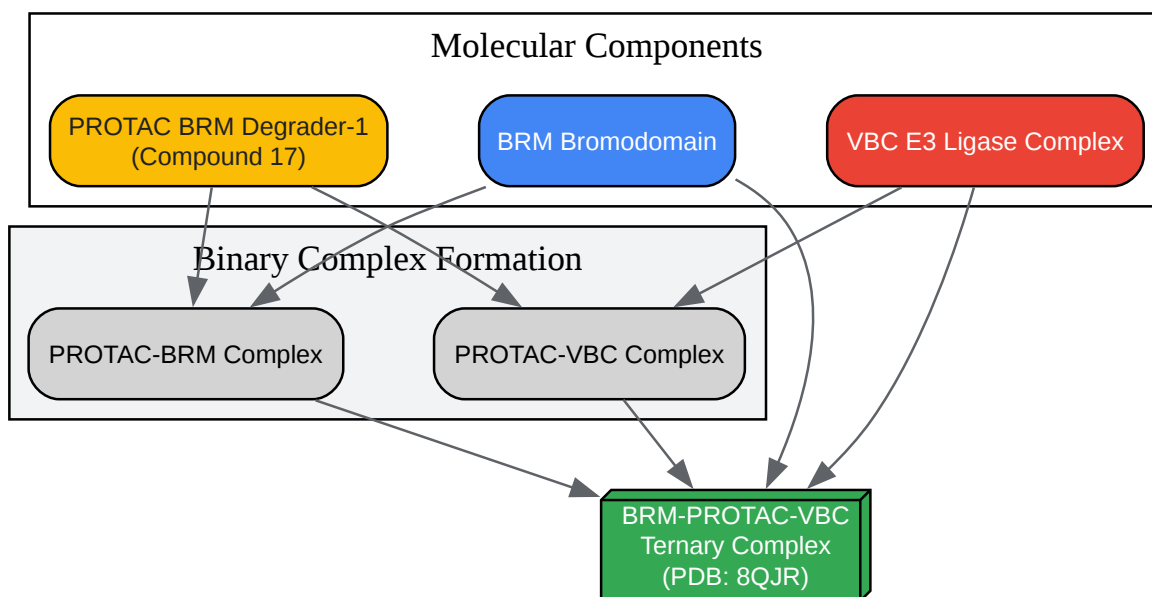 Molecular Components
PROTAC BRM Degrader-1
(Compound 17)
BRM Bromodomain
VBC E3 Ligase Complex
Binary Complex Formation
PROTAC-BRM Complex
PROTAC-VBC Complex
BRM-PROTAC-VBC
Ternary Complex
(PDB: 8QJR)